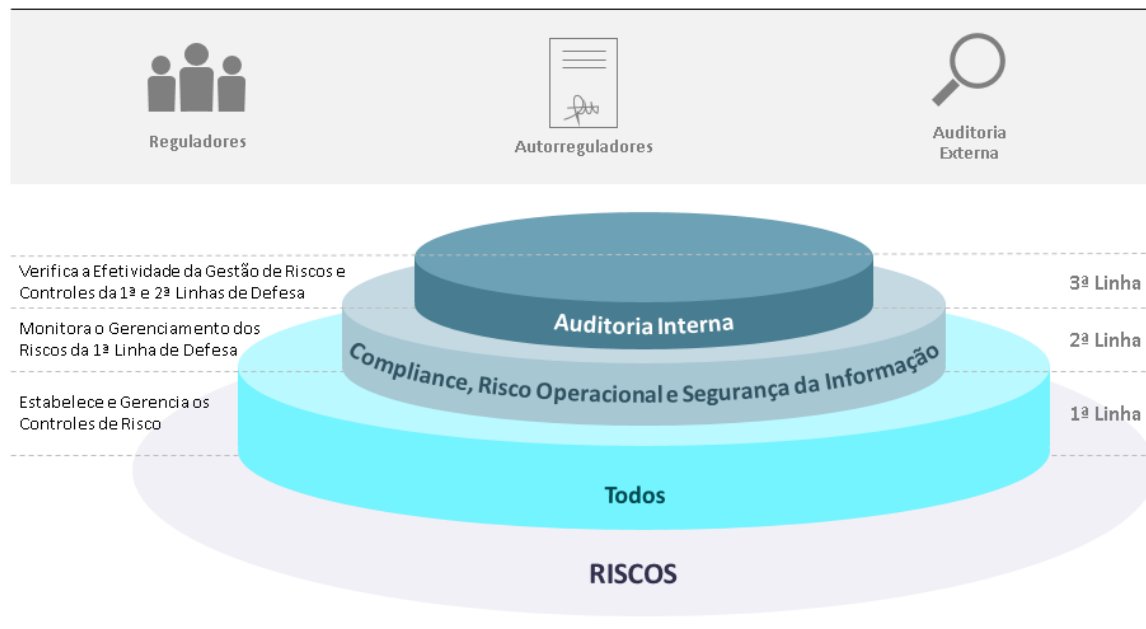 Reguladores
Autorreguladores
Auditoria
Externa
Verifica a Efetividade da Gestão de Riscos e
Controles da 1ª e 2ª Linhas de Defesa
Auditoria Interna
3ª Linha
Monitora o Gerenciamento dos
Riscos da 1ª Linha de Defesa
Compliance, Risco Operacional e Segurança da Informação
2ª Linha
Estabelece e Gerencia os
Controles de Risco
Todos
1ª Linha
RISCOS